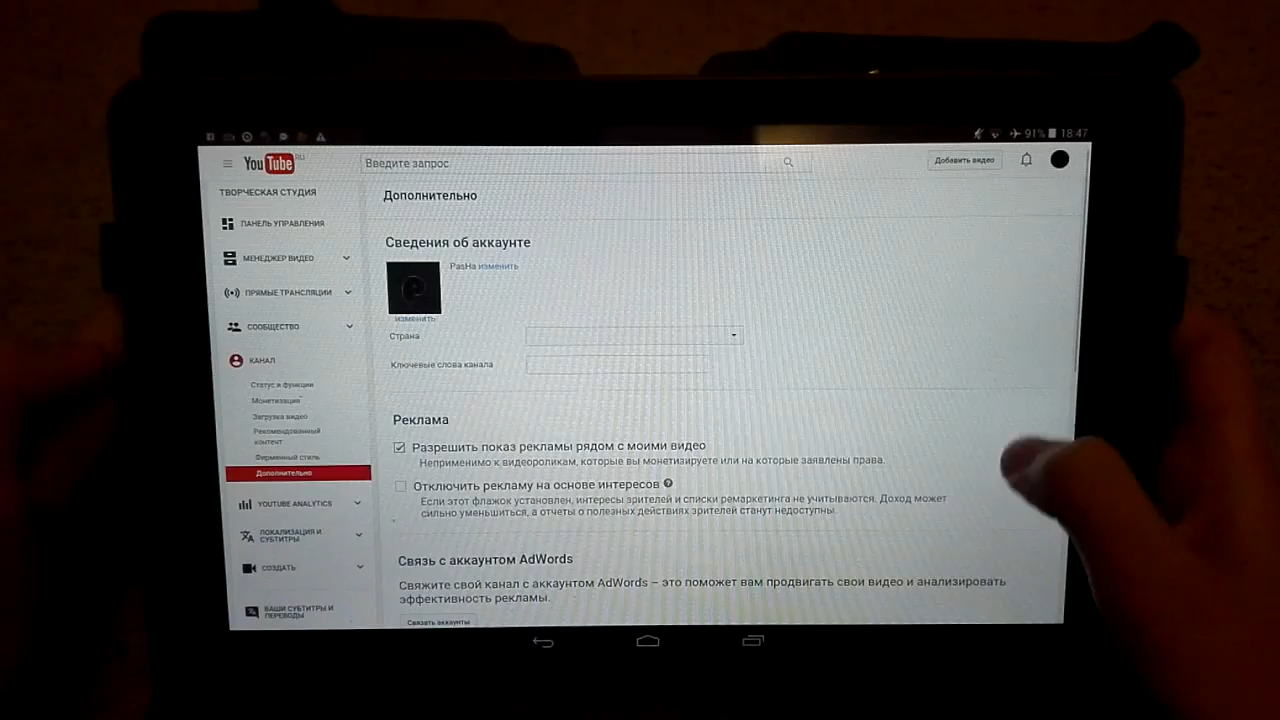 91% 18:47
YouTube RU
Введите запрос
Добавить видео
ТВОРЧЕСКАЯ СТУДИЯ
ПАНЕЛЬ УПРАВЛЕНИЯ
МЕНЕДЖЕР ВИДЕО
ПРЯМЫЕ ТРАНСЛЯЦИИ
СООБЩЕСТВО
КАНАЛ
Статус и функции
Монетизация
Загрузка видео
Рекомендованный
контент
Фирменный стиль
Дополнительно
YOUTUBE ANALYTICS
ЛОКАЛИЗАЦИЯ И
СУБТИТРЫ
СОЗДАТЬ
ВАШИ СУБТИТРЫ И
ПЕРЕВОДЫ
Дополнительно
Сведения об аккаунте
PasHa изменить
изменить
Страна
Ключевые слова канала
Реклама
Разрешить показ рекламы рядом с моими видео
Неприменимо к видеороликам, которые вы монетизируете или на которые заявлены права.
Отключить рекламу на основе интересов ?
Если этот флажок установлен, интересы зрителей и списки ремаркетинга не учитываются. Доход может
сильно уменьшиться, а отчеты о полезных действиях зрителей станут недоступны.
Связь с аккаунтом AdWords
Свяжите свой канал с аккаунтом AdWords – это поможет вам продвигать свои видео и анализировать
эффективность рекламы.
Связать аккаунты